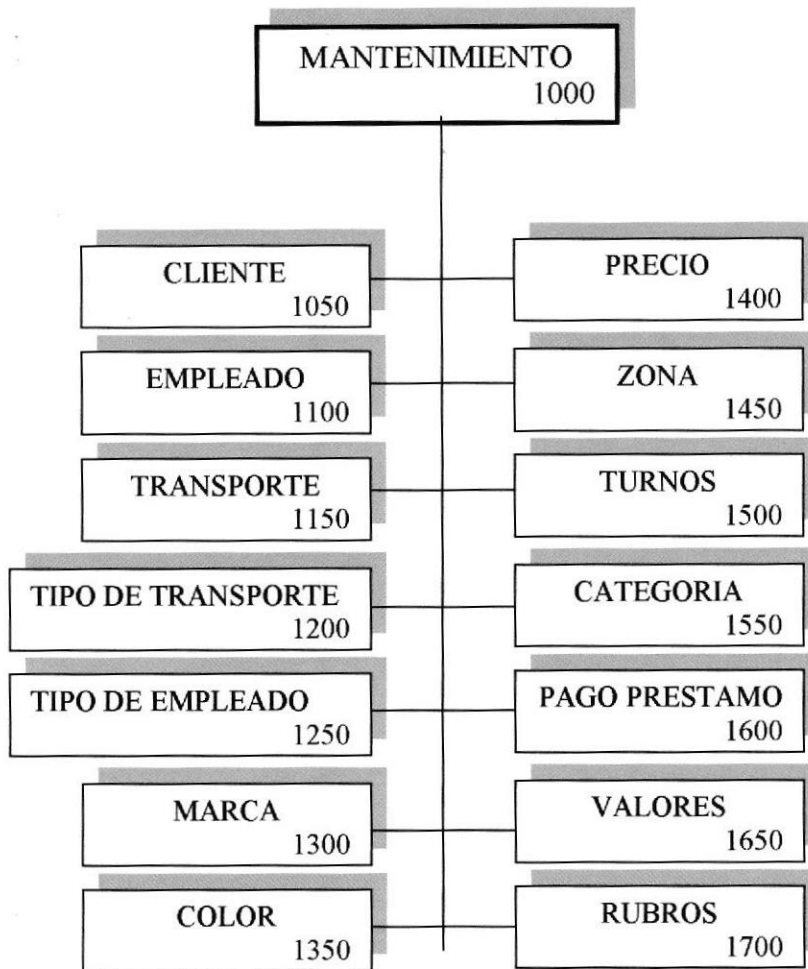 MANTENIMIENTO
1000
CLIENTE
1050
EMPLEADO
1100
TRANSPORTE
1150
TIPO DE TRANSPORTE
1200
TIPO DE EMPLEADO
1250
MARCA
1300
COLOR
1350
PRECIO
1400
ZONA
1450
TURNOS
1500
CATEGORIA
1550
PAGO PRESTAMO
1600
VALORES
1650
RUBROS
1700